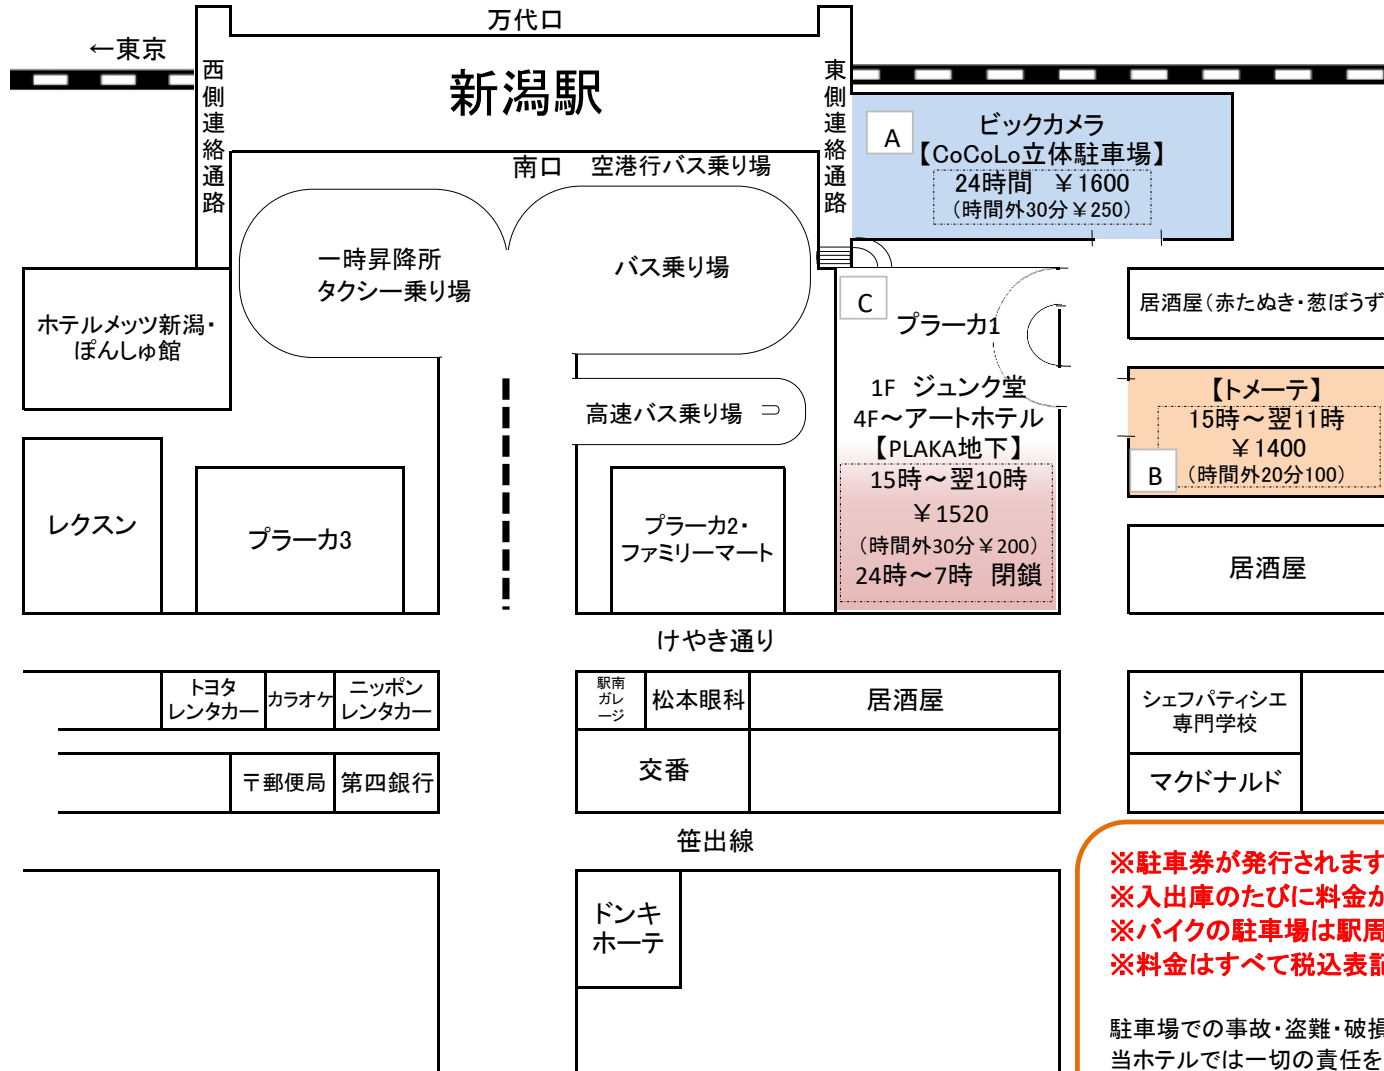 万代口
←東京
新潟駅
西側連絡通路
東側連絡通路
南口 空港行バス乗り場
A
ビックカメラ
【CoCoLo立体駐車場】
24時間 ￥1600
（時間外30分￥250）
一時昇降所
タクシー乗り場
バス乗り場
ホテルメッツ新潟・
ぽんしゅ館
C
プラーカ1
1F ジュンク堂
4F～アートホテル
【PLAKA地下】
15時～翌10時
￥1520
（時間外30分￥200）
24時～7時 閉鎖
居酒屋（赤たぬき・葱ぼうず
【トメーテ】
15時～翌11時
￥1400
（時間外20分100）
B
高速バス乗り場
レクスン
プラーカ3
プラーカ2・
ファミリーマート
居酒屋
けやき通り
トヨタ
レンタカー
カラオケ
ニッポン
レンタカー
駅南
ガレ
ージ
松本眼科
居酒屋
シェフパティシエ
専門学校
〒郵便局
第四銀行
交番
マクドナルド
笹出線
ドンキ
ホーテ
※駐車券が発行されます
※入出庫のたびに料金が
※バイクの駐車場は駅周
※料金はすべて税込表記
駐車場での事故・盗難・破損
当ホテルでは一切の責任を